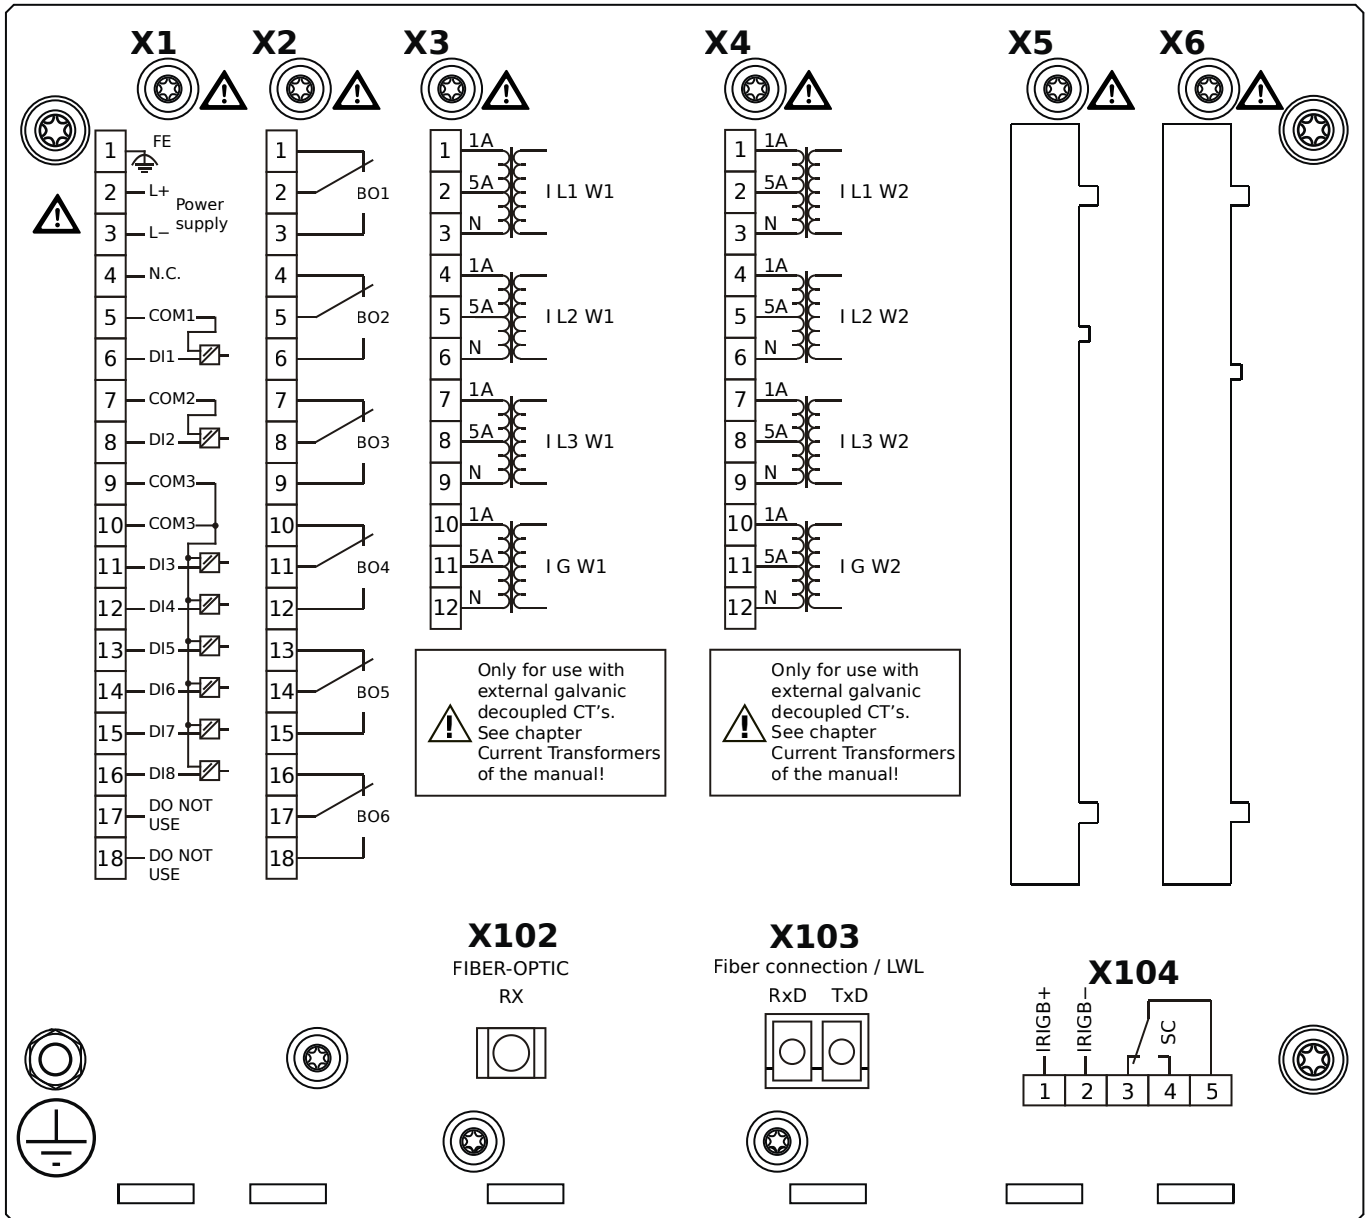 X1
X2
X3
X4
X5
X6
1 FE
2 L+
Power
supply
3 L−
4 N.C.
5 COM1
6 DI1
7 COM2
8 DI2
9 COM3
10 COM3
11 DI3
12 DI4
13 DI5
14 DI6
15 DI7
16 DI8
17 DO NOT
USE
18 DO NOT
USE
1
2 BO1
3
4
5 BO2
6
7
8 BO3
9
10
11 BO4
12
13
14 BO5
15
16
17 BO6
18
1 1A
2 5A I L1 W1
3 N
4 1A
5 5A I L2 W1
6 N
7 1A
8 5A I L3 W1
9 N
10 1A
11 5A I G W1
12 N
Only for use with
external galvanic
decoupled CT's.
See chapter
Current Transformers
of the manual!
1 1A
2 5A I L1 W2
3 N
4 1A
5 5A I L2 W2
6 N
7 1A
8 5A I L3 W2
9 N
10 1A
11 5A I G W2
12 N
Only for use with
external galvanic
decoupled CT's.
See chapter
Current Transformers
of the manual!
X102
FIBER-OPTIC
RX
X103
Fiber connection / LWL
RxD TxD
X104
IRIGB+
IRIGB−
SC
1 2 3 4 5